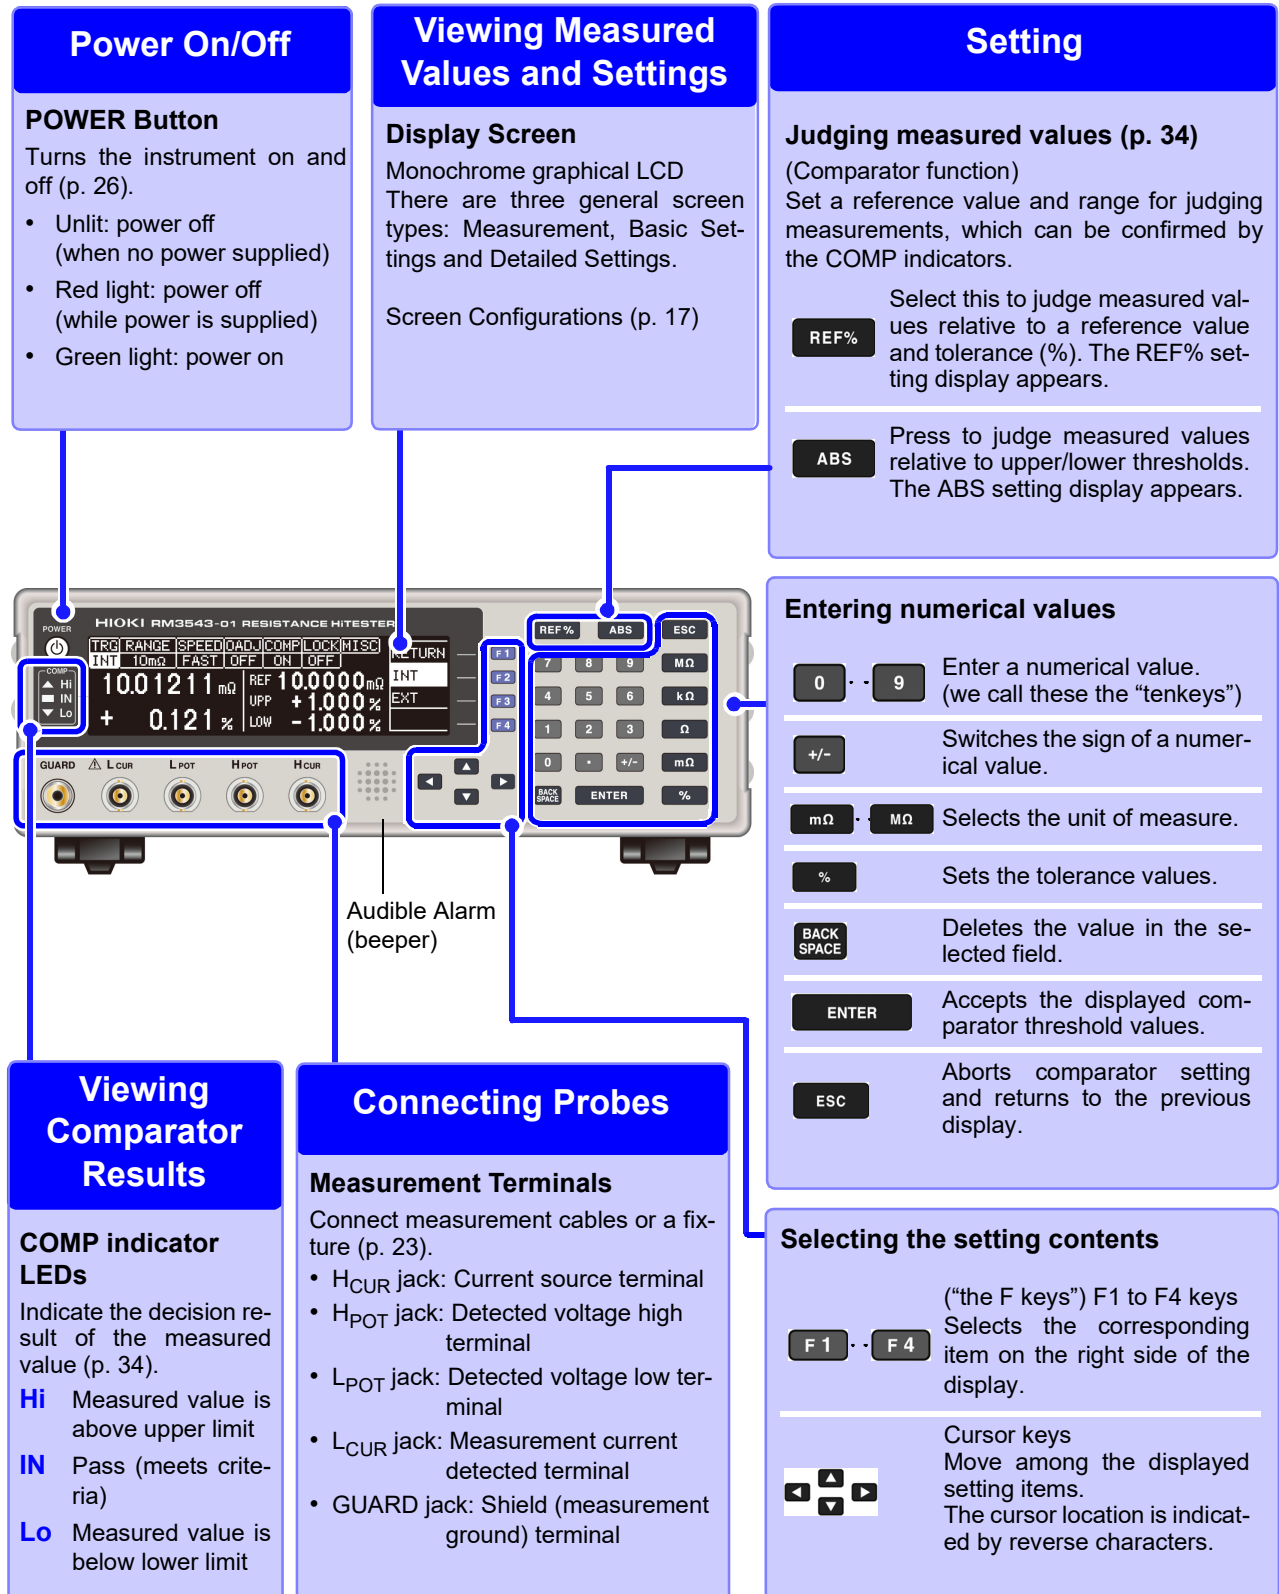 Power On/Off
POWER Button
Turns the instrument on and
off (p. 26).
• Unlit: power off
(when no power supplied)
• Red light: power off
(while power is supplied)
• Green light: power on
Viewing Measured
Values and Settings
Display Screen
Monochrome graphical LCD
There are three general screen
types: Measurement, Basic Set-
tings and Detailed Settings.
Screen Configurations (p. 17)
Setting
Judging measured values (p. 34)
(Comparator function)
Set a reference value and range for judging
measurements, which can be confirmed by
the COMP indicators.
REF%
Select this to judge measured val-
ues relative to a reference value
and tolerance (%). The REF% set-
ting display appears.
ABS
Press to judge measured values
relative to upper/lower thresholds.
The ABS setting display appears.
POWER
HIOKI RM3543-01 RESISTANCE HiTESTER
COMP
Hi
IN
Lo
TRG RANGE SPEED 0ADJ COMP LOCK MISC
INT 10mΩ FAST OFF ON OFF
10.01211 mΩ
+ 0.121 %
REF 10.0000 mΩ
UPP +1.000 %
LOW -1.000 %
RETURN
INT
EXT
F1
F2
F3
F4
REF% ABS ESC
7 8 9 MΩ
4 5 6 kΩ
1 2 3 Ω
0 · +/- mΩ
BACK SPACE ENTER %
GUARD ⚠ LCUR LPOT HPOT HCUR
Audible Alarm
(beeper)
Entering numerical values
0 · · 9
Enter a numerical value.
(we call these the “tenkeys”)
+/-
Switches the sign of a numer-
ical value.
mΩ · · MΩ Selects the unit of measure.
% Sets the tolerance values.
BACK
SPACE
Deletes the value in the se-
lected field.
ENTER
Accepts the displayed com-
parator threshold values.
ESC
Aborts comparator setting
and returns to the previous
display.
Viewing
Comparator
Results
COMP indicator
LEDs
Indicate the decision re-
sult of the measured
value (p. 34).
Hi Measured value is
above upper limit
IN Pass (meets crite-
ria)
Lo Measured value is
below lower limit
Connecting Probes
Measurement Terminals
Connect measurement cables or a fix-
ture (p. 23).
• HCUR jack: Current source terminal
• HPOT jack: Detected voltage high
terminal
• LPOT jack: Detected voltage low ter-
minal
• LCUR jack: Measurement current
detected terminal
• GUARD jack: Shield (measurement
ground) terminal
Selecting the setting contents
F 1 · · F 4
(“the F keys”) F1 to F4 keys
Selects the corresponding
item on the right side of the
display.
Cursor keys
Move among the displayed
setting items.
The cursor location is indicat-
ed by reverse characters.